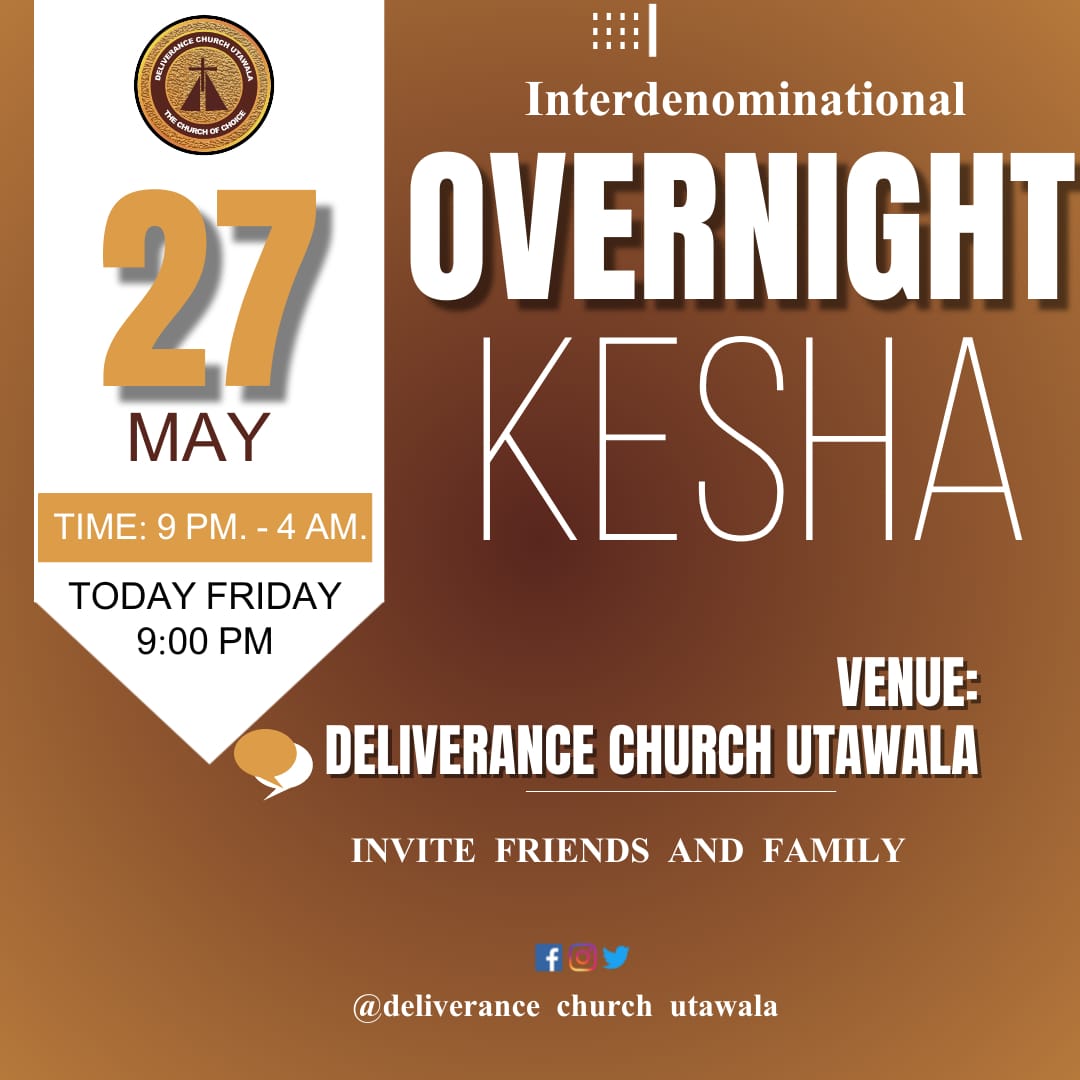 DELIVERANCE CHURCH UTAWALA
THE CHURCH OF CHOICE
27
MAY
TIME: 9 PM. - 4 AM.
TODAY FRIDAY
9:00 PM
Interdenominational
OVERNIGHT
KESHA
VENUE:
DELIVERANCE CHURCH UTAWALA
INVITE FRIENDS AND FAMILY
@deliverance church utawala